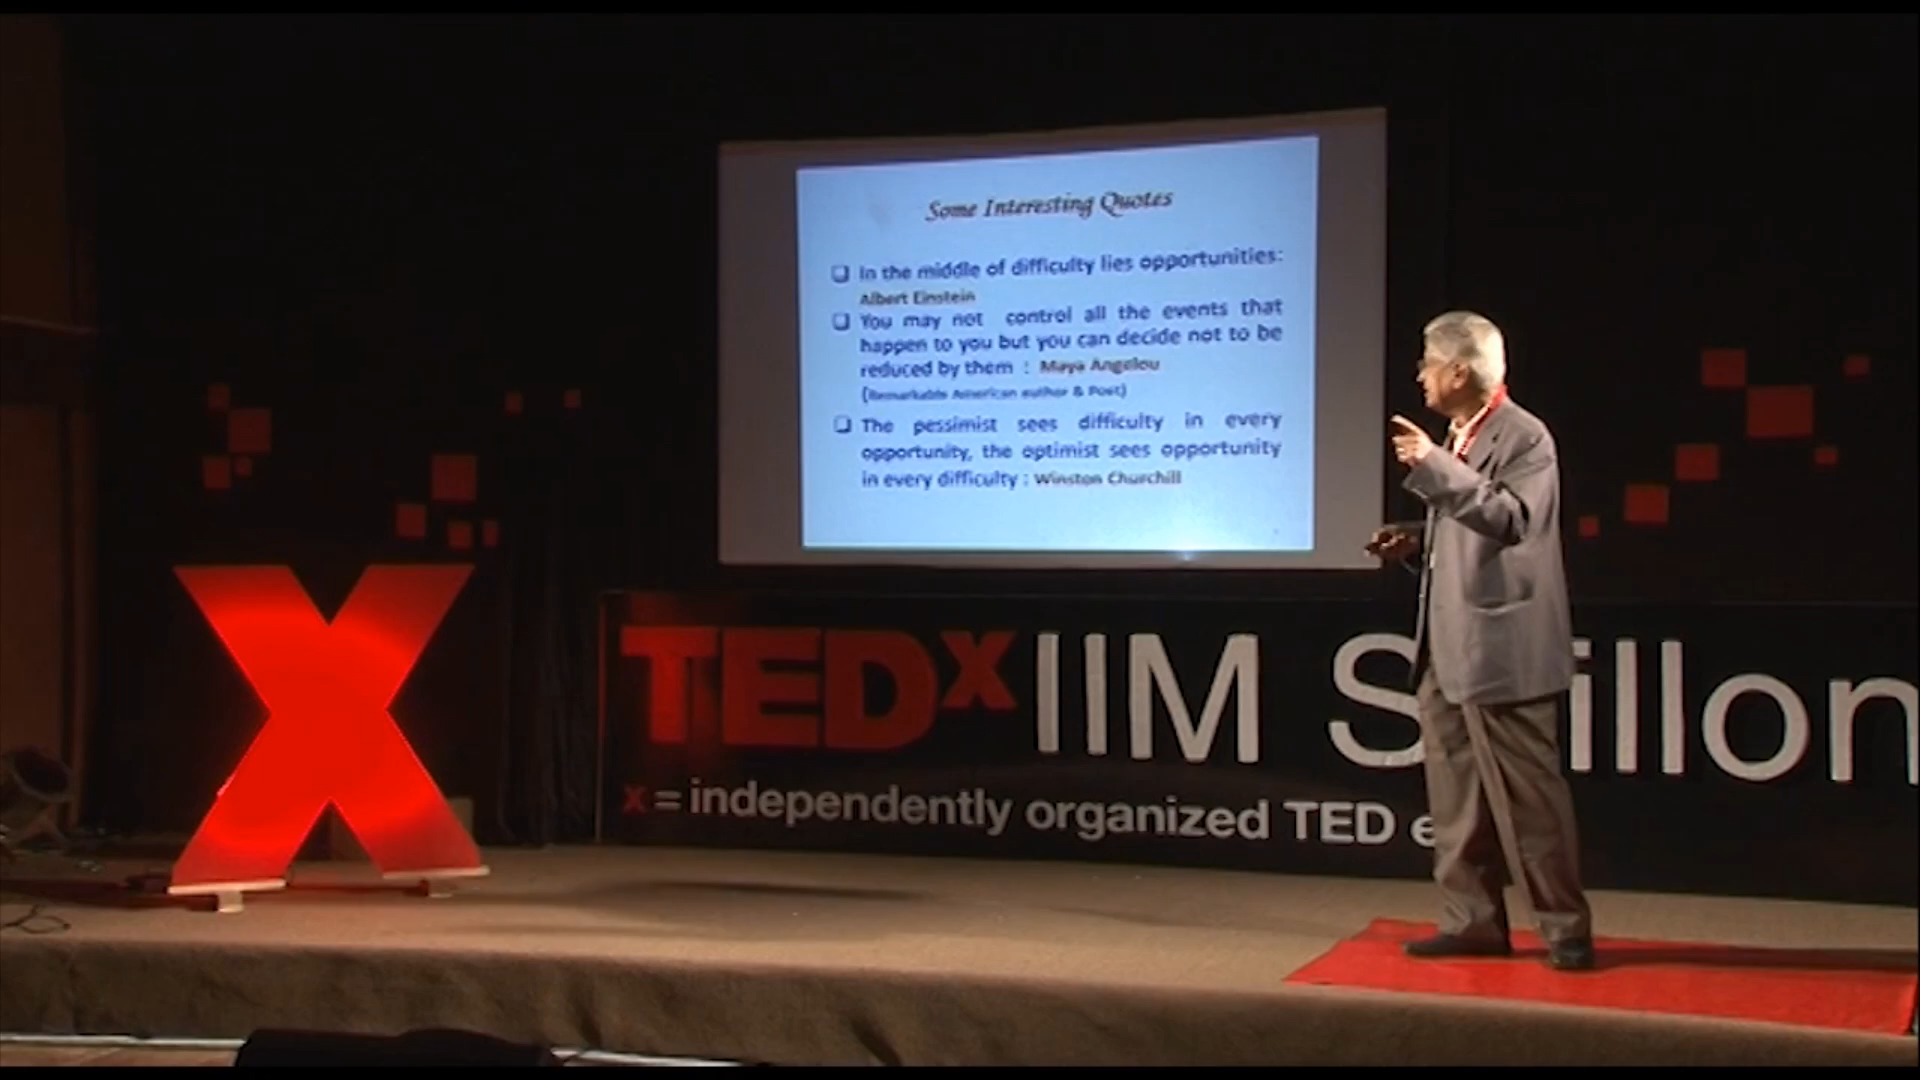 Some Interesting Quotes
❑ In the middle of difficulty lies opportunities:
Albert Einstein
❑ You may not control all the events that
happen to you but you can decide not to be
reduced by them : Maya Angelou
(Remarkable American author & Poet)
❑ The pessimist sees difficulty in every
opportunity, the optimist sees opportunity
in every difficulty : Winston Churchill
X
TEDx IIM S illon
x = independently organized TED e